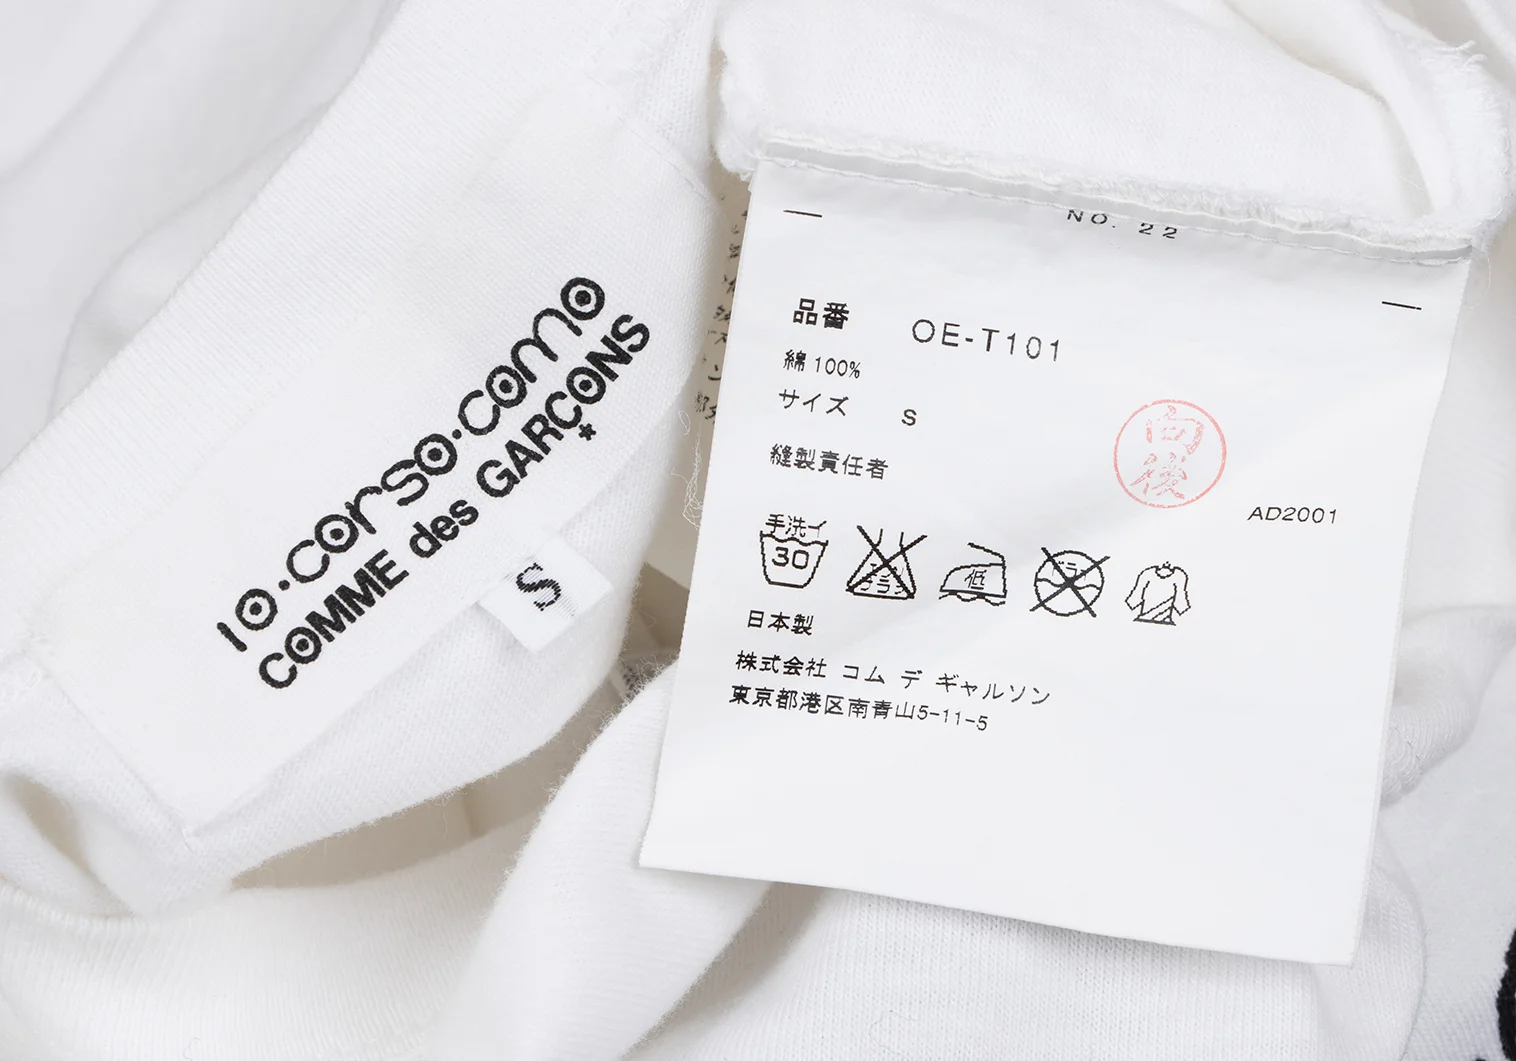 10·corso·como
COMME des GARÇONS
S
NO. 22
品番 OE-T101
綿 100%
サイズ S
縫製責任者
向後
AD2001
手洗イ
30
低
日本製
株式会社 コム デ ギャルソン
東京都港区南青山5-11-5